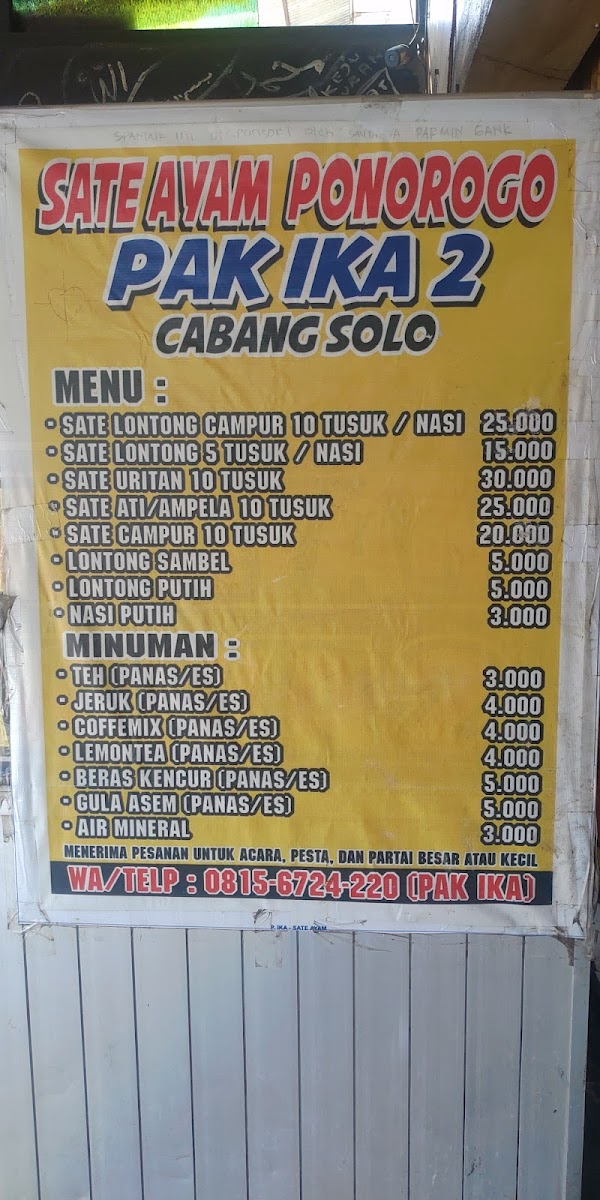 SATE AYAM PONOROGO
PAK IKA 2
CABANG SOLO
MENU :
• SATE LONTONG CAMPUR 10 TUSUK / NASI 25.000
• SATE LONTONG 5 TUSUK / NASI 15.000
• SATE URITAN 10 TUSUK 30.000
• SATE ATI/AMPELA 10 TUSUK 25.000
• SATE CAMPUR 10 TUSUK 20.000
• LONTONG SAMBEL 5.000
• LONTONG PUTIH 5.000
• NASI PUTIH 3.000
MINUMAN :
• TEH (PANAS/ES) 3.000
• JERUK (PANAS/ES) 4.000
• COFFEMIX (PANAS/ES) 4.000
• LEMONTEA (PANAS/ES) 4.000
• BERAS KENCUR (PANAS/ES) 5.000
• GULA ASEM (PANAS/ES) 5.000
• AIR MINERAL 3.000
MENERIMA PESANAN UNTUK ACARA, PESTA, DAN PARTAI BESAR ATAU KECIL
WA/TELP : 0815-6724-220 (PAK IKA)
P. IKA - SATE AYAM